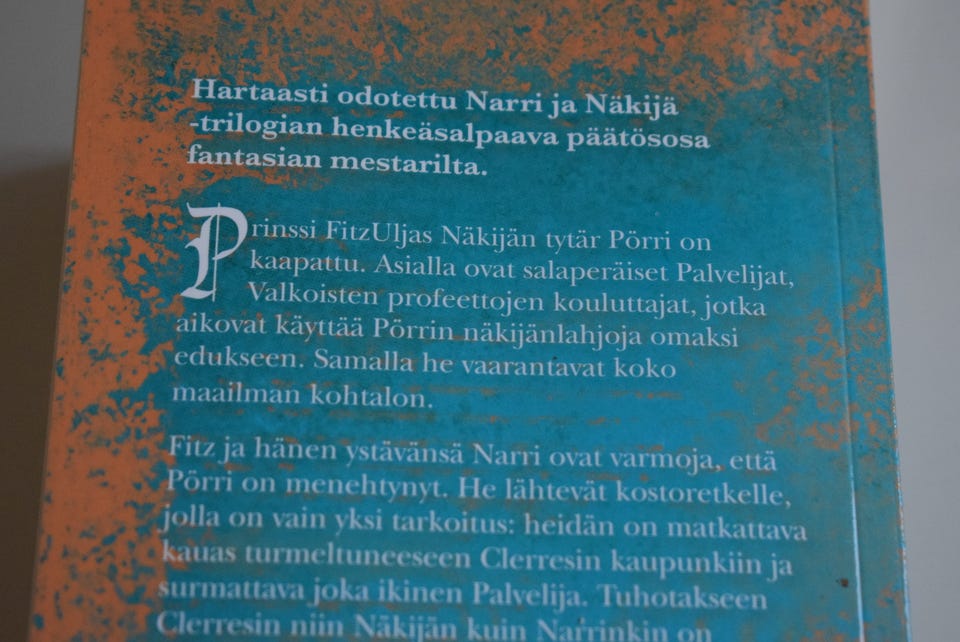 Hartaasti odotettu Narri ja Näkijä
-trilogian henkeäsalpaava päätösosa
fantasian mestarilta.
Prinssi FitzUljas Näkijän tytär Pörri on
kaapattu. Asialla ovat salaperäiset Palvelijat,
Valkoisten profeettojen kouluttajat, jotka
aikovat käyttää Pörrin näkijänlahjoja omaksi
edukseen. Samalla he vaarantavat koko
maailman kohtalon.
Fitz ja hänen ystävänsä Narri ovat varmoja, että
Pörri on menehtynyt. He lähtevät kostoretkelle,
jolla on vain yksi tarkoitus: heidän on matkattava
kauas turmeltuneeseen Clerresin kaupunkiin ja
surmattava joka ikinen Palvelija. Tuhotakseen
Clerresin niin Näkijän kuin Narrinkin on